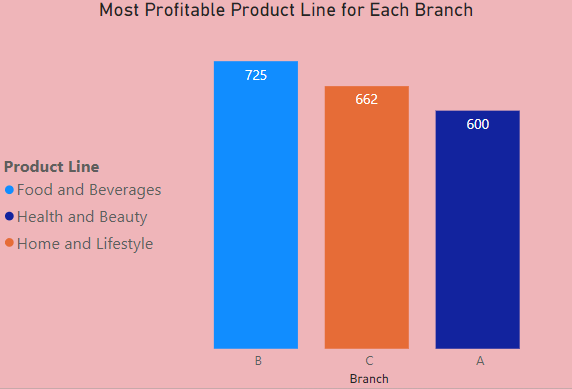 Most Profitable Product Line for Each Branch
725
662
600
Product Line
Food and Beverages
Health and Beauty
Home and Lifestyle
B
C
A
Branch